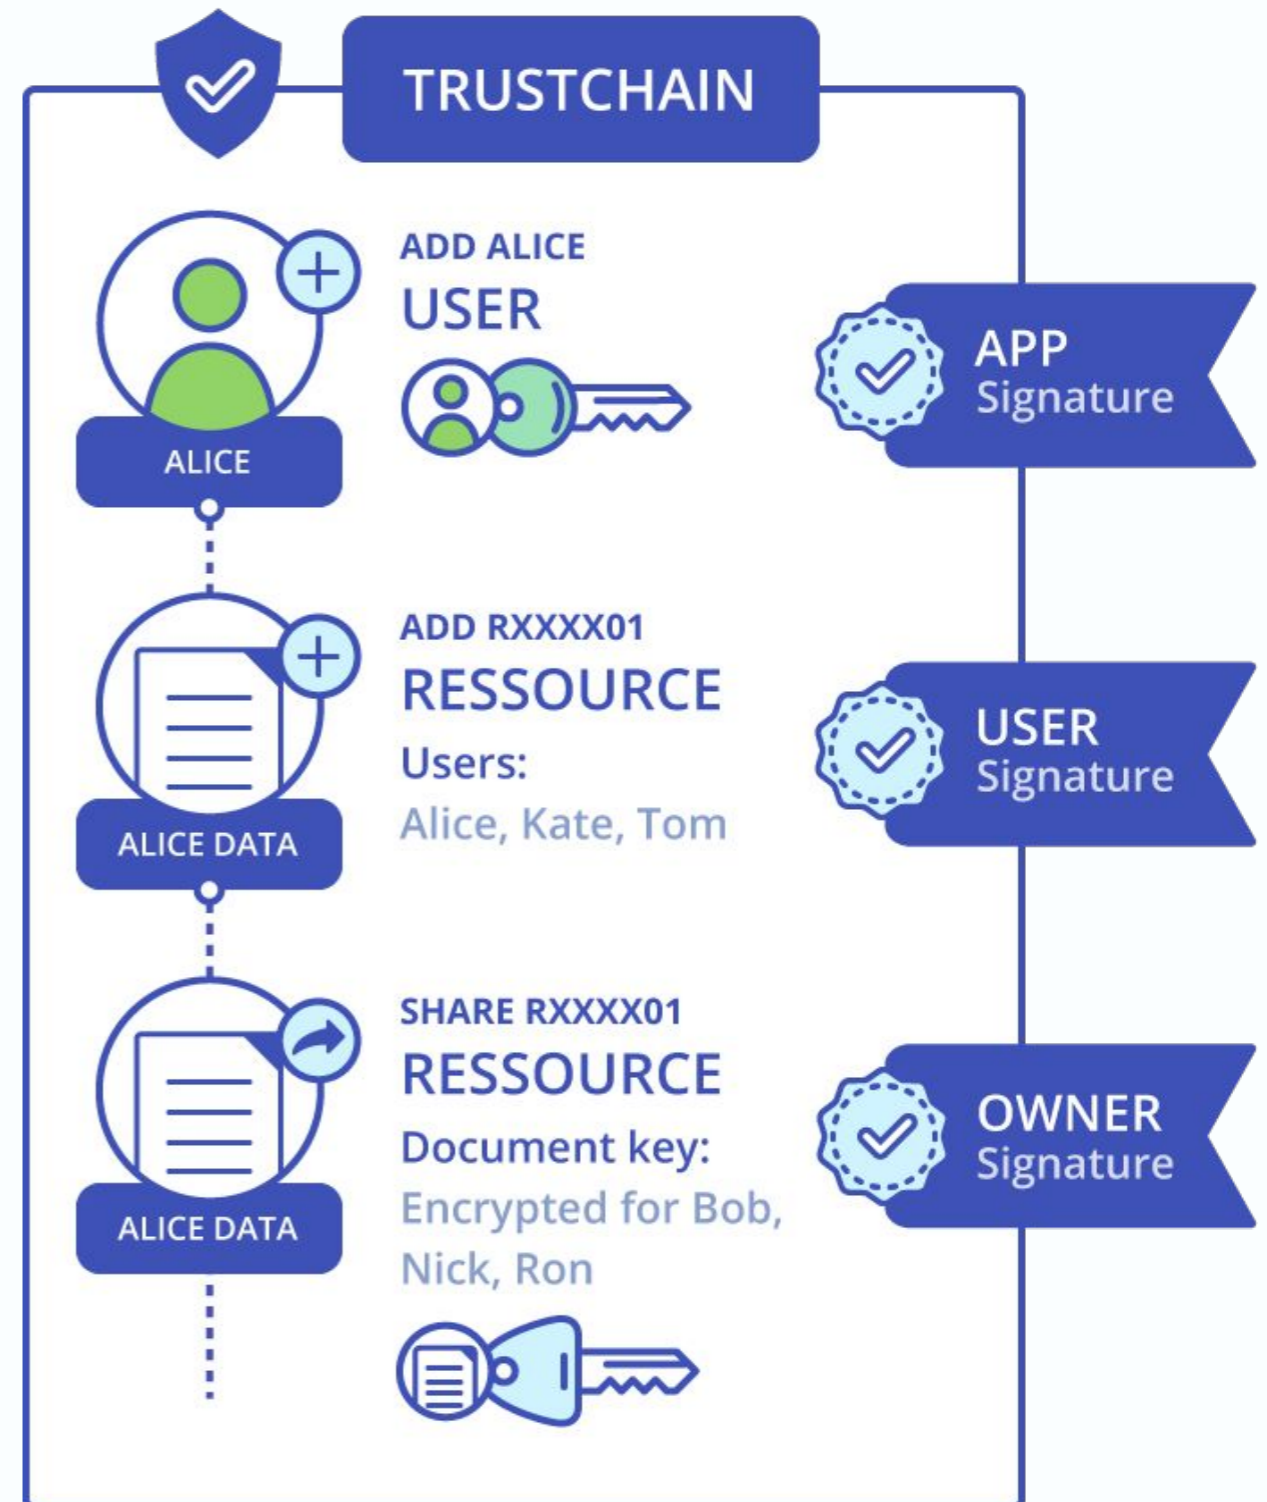 TRUSTCHAIN
ADD ALICE
USER
ALICE
APP
Signature
ADD RXXXX01
RESSOURCE
Users:
Alice, Kate, Tom
ALICE DATA
USER
Signature
SHARE RXXXX01
RESSOURCE
Document key:
Encrypted for Bob,
Nick, Ron
ALICE DATA
OWNER
Signature